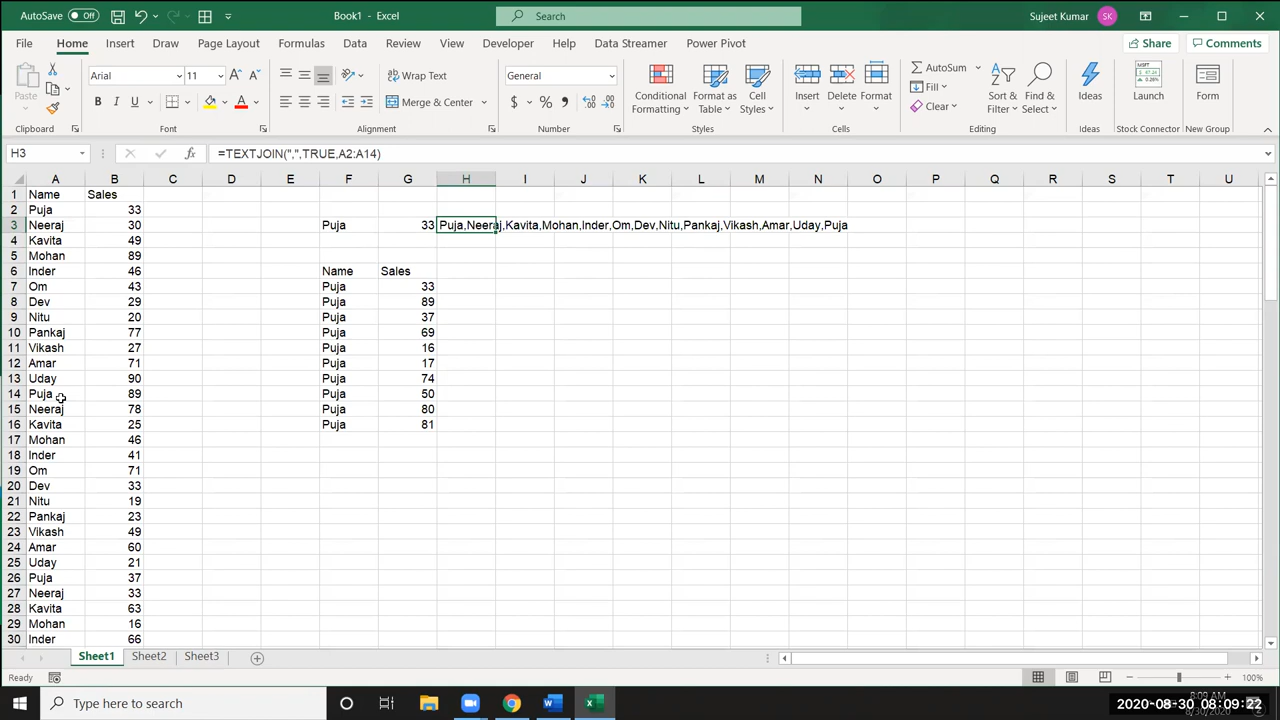 AutoSave Off Book1 - Excel Search Sujeet Kumar SK
File Home Insert Draw Page Layout Formulas Data Review View Developer Help Data Streamer Power Pivot Share Comments
Paste Arial 11 A A Wrap Text General Conditional Formatting Format as Table Cell Styles Insert Delete Format AutoSum Fill Clear Sort & Filter Find & Select Ideas Launch Form
B I U A Merge & Center $ % ,
Clipboard Font Alignment Number Styles Cells Editing Ideas Stock Connector New Group
H3 fx =TEXTJOIN(",",TRUE,A2:A14)
A B C D E F G H I J K L M N O P Q R S T U
1 Name Sales
2 Puja 33
3 Neeraj 30 Puja 33 Puja,Neeraj,Kavita,Mohan,Inder,Om,Dev,Nitu,Pankaj,Vikash,Amar,Uday,Puja
4 Kavita 49
5 Mohan 89
6 Inder 46 Name Sales
7 Om 43 Puja 33
8 Dev 29 Puja 89
9 Nitu 20 Puja 37
10 Pankaj 77 Puja 69
11 Vikash 27 Puja 16
12 Amar 71 Puja 17
13 Uday 90 Puja 74
14 Puja 89 Puja 50
15 Neeraj 78 Puja 80
16 Kavita 25 Puja 81
17 Mohan 46
18 Inder 41
19 Om 71
20 Dev 33
21 Nitu 19
22 Pankaj 23
23 Vikash 49
24 Amar 60
25 Uday 21
26 Puja 37
27 Neeraj 33
28 Kavita 63
29 Mohan 16
30 Inder 66
Sheet1 Sheet2 Sheet3
Ready 100%
Type here to search 2020-08-30 08:09:22